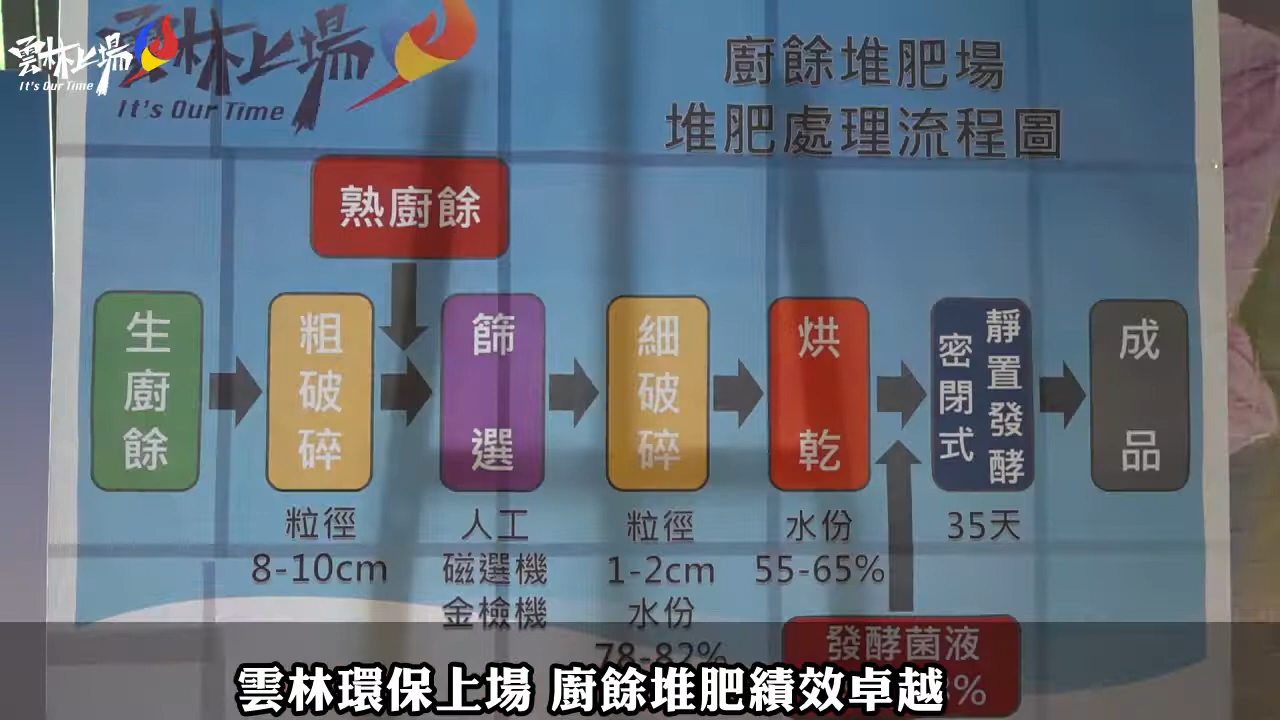 雲林上場
It's Our Time
雲林上場
It's Our Time
廚餘堆肥場
堆肥處理流程圖
熟廚餘
生廚餘
粗破碎
篩選
細破碎
烘乾
密閉式
靜置發酵
成品
粒徑
8-10cm
人工
磁選機
金檢機
粒徑
1-2cm
水份
78-82%
水份
55-65%
35天
發酵菌液
%
雲林環保上場 廚餘堆肥績效卓越